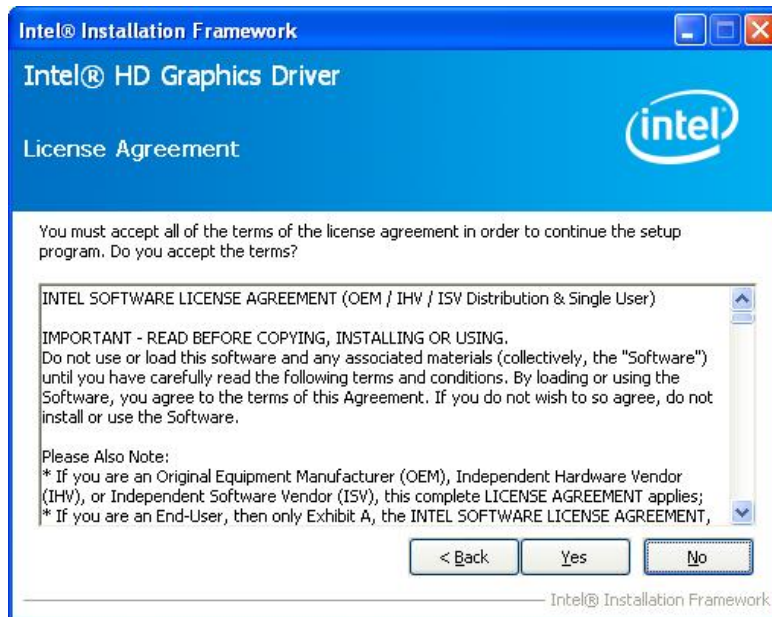 Intel® Installation Framework
Intel® HD Graphics Driver
intel
License Agreement
You must accept all of the terms of the license agreement in order to continue the setup
program. Do you accept the terms?
INTEL SOFTWARE LICENSE AGREEMENT (OEM / IHV / ISV Distribution & Single User)
IMPORTANT - READ BEFORE COPYING, INSTALLING OR USING.
Do not use or load this software and any associated materials (collectively, the "Software")
until you have carefully read the following terms and conditions. By loading or using the
Software, you agree to the terms of this Agreement. If you do not wish to so agree, do not
install or use the Software.
Please Also Note:
* If you are an Original Equipment Manufacturer (OEM), Independent Hardware Vendor
(IHV), or Independent Software Vendor (ISV), this complete LICENSE AGREEMENT applies;
* If you are an End-User, then only Exhibit A, the INTEL SOFTWARE LICENSE AGREEMENT,
< Back
Yes
No
Intel® Installation Framework